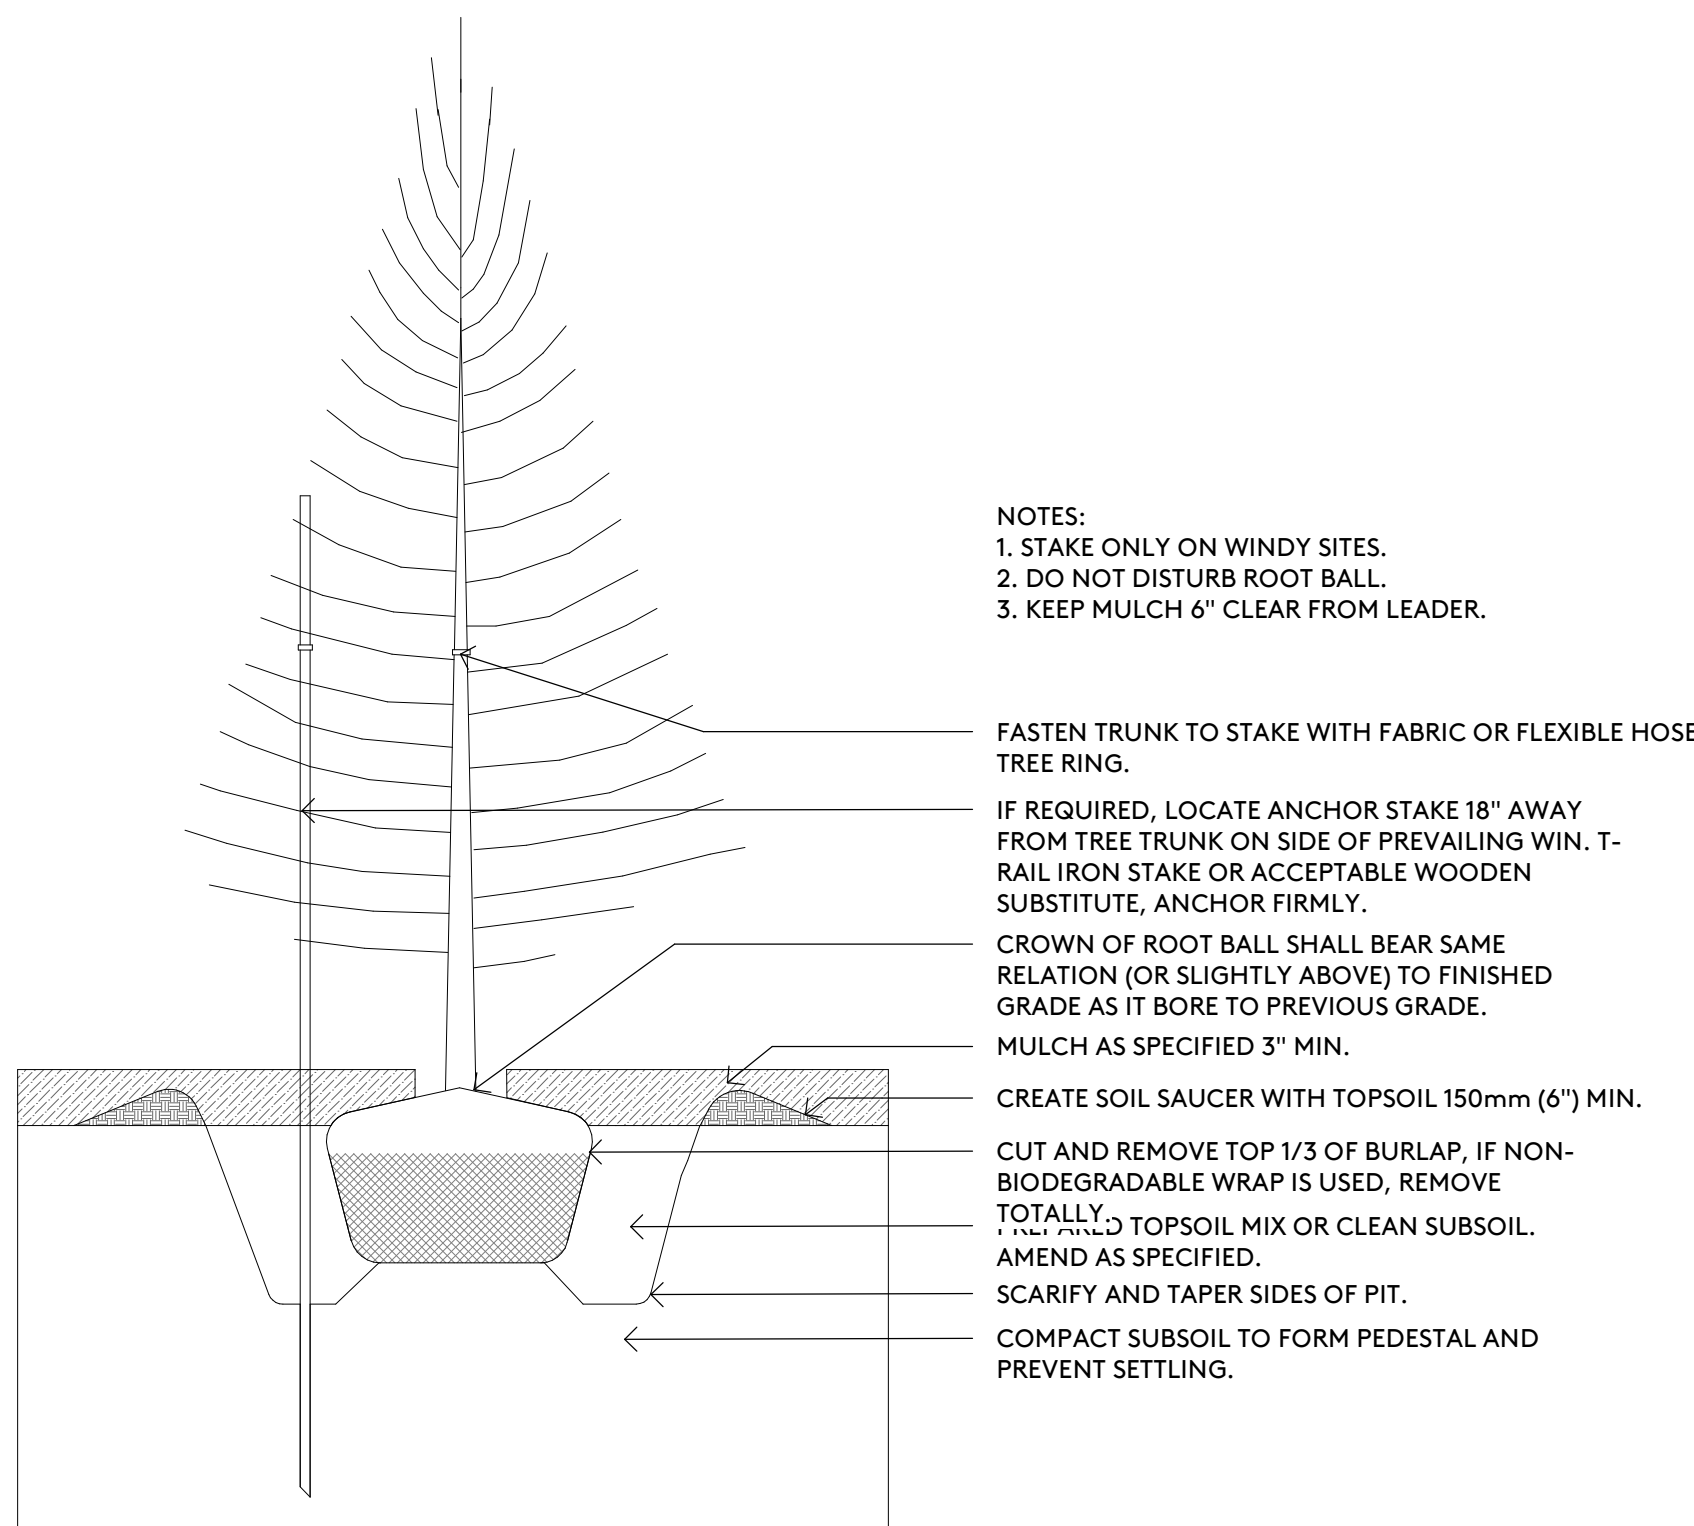 NOTES:
1. STAKE ONLY ON WINDY SITES.
2. DO NOT DISTURB ROOT BALL.
3. KEEP MULCH 6" CLEAR FROM LEADER.
FASTEN TRUNK TO STAKE WITH FABRIC OR FLEXIBLE HOSE
TREE RING.
IF REQUIRED, LOCATE ANCHOR STAKE 18" AWAY
FROM TREE TRUNK ON SIDE OF PREVAILING WIN. T-
RAIL IRON STAKE OR ACCEPTABLE WOODEN
SUBSTITUTE, ANCHOR FIRMLY.
CROWN OF ROOT BALL SHALL BEAR SAME
RELATION (OR SLIGHTLY ABOVE) TO FINISHED
GRADE AS IT BORE TO PREVIOUS GRADE.
MULCH AS SPECIFIED 3" MIN.
CREATE SOIL SAUCER WITH TOPSOIL 150mm (6") MIN.
CUT AND REMOVE TOP 1/3 OF BURLAP, IF NON-
BIODEGRADABLE WRAP IS USED, REMOVE
TOTALLY.
PREPARED TOPSOIL MIX OR CLEAN SUBSOIL.
AMEND AS SPECIFIED.
SCARIFY AND TAPER SIDES OF PIT.
COMPACT SUBSOIL TO FORM PEDESTAL AND
PREVENT SETTLING.